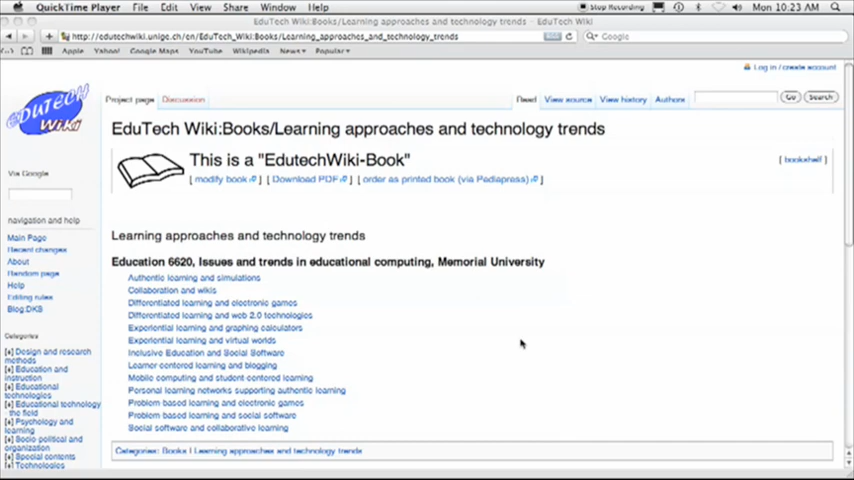 QuickTime Player File Edit View Share Window Help Stop Recording Mon 10:23 AM
EduTech Wiki:Books/Learning approaches and technology trends – EduTech Wiki
http://edutechwiki.unige.ch/en/EduTech_Wiki:Books/Learning_approaches_and_technology_trends Google
Apple Yahoo! Google Maps YouTube Wikipedia News Popular
Log in / create account
EDUTECH
Wiki
Project page Discussion Read View source View history Authors Go Search
EduTech Wiki:Books/Learning approaches and technology trends
This is a "EdutechWiki-Book"
[ bookshelf ]
[ modify book ] [ Download PDF ] [ order as printed book (via Pediapress) ]
Via Google
navigation and help
Main Page
Recent changes
About
Random page
Help
Editing rules
Blog:DKS
Categories
[+] Design and research
methods
[+] Education and
instruction
[+] Educational
technologies
[+] Educational technology
- the field
[+] Psychology and
learning
[+] Socio political and
organization
[+] Special contents
[+] Technologies
Learning approaches and technology trends
Education 6620, Issues and trends in educational computing, Memorial University
Authentic learning and simulations
Collaboration and wikis
Differentiated learning and electronic games
Differentiated learning and web 2.0 technologies
Experiential learning and graphing calculators
Experiential learning and virtual worlds
Inclusive Education and Social Software
Learner centered learning and blogging
Mobile computing and student-centered learning
Personal learning networks supporting authentic learning
Problem based learning and electronic games
Problem based learning and social software
Social software and collaborative learning
Categories: Books | Learning approaches and technology trends